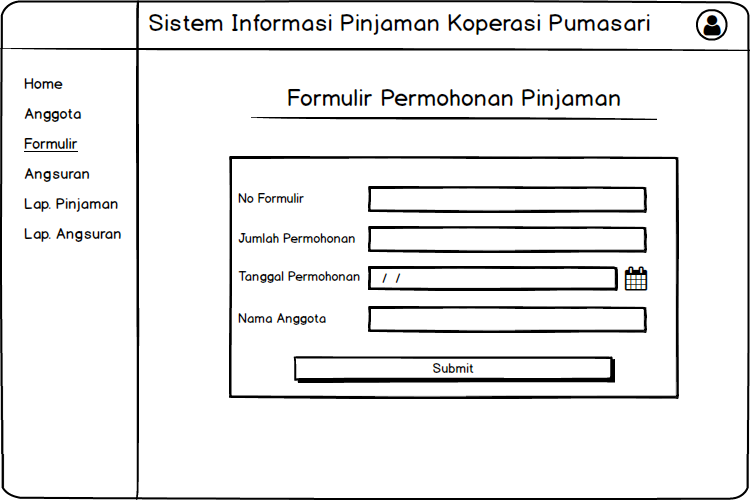 Sistem Informasi Pinjaman Koperasi Pumasari
Home
Anggota
Formulir
Angsuran
Lap. Pinjaman
Lap. Angsuran
Formulir Permohonan Pinjaman
No Formulir
Jumlah Permohonan
Tanggal Permohonan / /
Nama Anggota
Submit